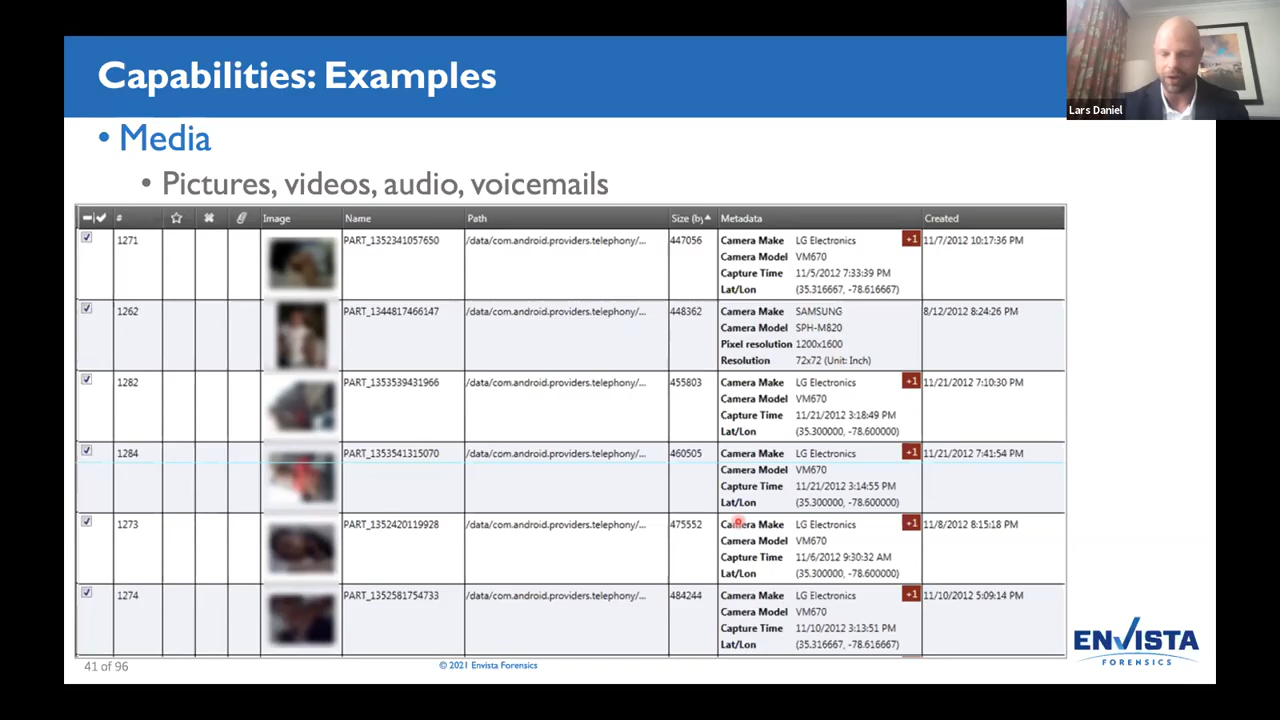 Capabilities: Examples
Lars Daniel
• Media
• Pictures, videos, audio, voicemails
# Image Name Path Size (b) Metadata Created
1271 PART_1352341057650 /data/com.android.providers.telephony/... 447056 Camera Make LG Electronics +1 11/7/2012 10:17:36 PM
Camera Model VM670
Capture Time 11/5/2012 7:33:39 PM
Lat/Lon (35.316667, -78.616667)
1262 PART_1344817466147 /data/com.android.providers.telephony/... 448362 Camera Make SAMSUNG 8/12/2012 8:24:26 PM
Camera Model SPH-M820
Pixel resolution 1200x1600
Resolution 72x72 (Unit: Inch)
1282 PART_1353539431966 /data/com.android.providers.telephony/... 455803 Camera Make LG Electronics +1 11/21/2012 7:10:30 PM
Camera Model VM670
Capture Time 11/21/2012 3:18:49 PM
Lat/Lon (35.300000, -78.600000)
1284 PART_1353541315070 /data/com.android.providers.telephony/... 460505 Camera Make LG Electronics +1 11/21/2012 7:41:54 PM
Camera Model VM670
Capture Time 11/21/2012 3:14:55 PM
Lat/Lon (35.300000, -78.600000)
1273 PART_1352420119928 /data/com.android.providers.telephony/... 475552 Camera Make LG Electronics +1 11/8/2012 8:15:18 PM
Camera Model VM670
Capture Time 11/6/2012 9:30:32 AM
Lat/Lon (35.300000, -78.600000)
1274 PART_1352581754733 /data/com.android.providers.telephony/... 484244 Camera Make LG Electronics +1 11/10/2012 5:09:14 PM
Camera Model VM670
Capture Time 11/10/2012 3:13:51 PM
Lat/Lon (35.316667, -78.616667)
ENVISTA
FORENSICS
41 of 96
© 2021 Envista Forensics